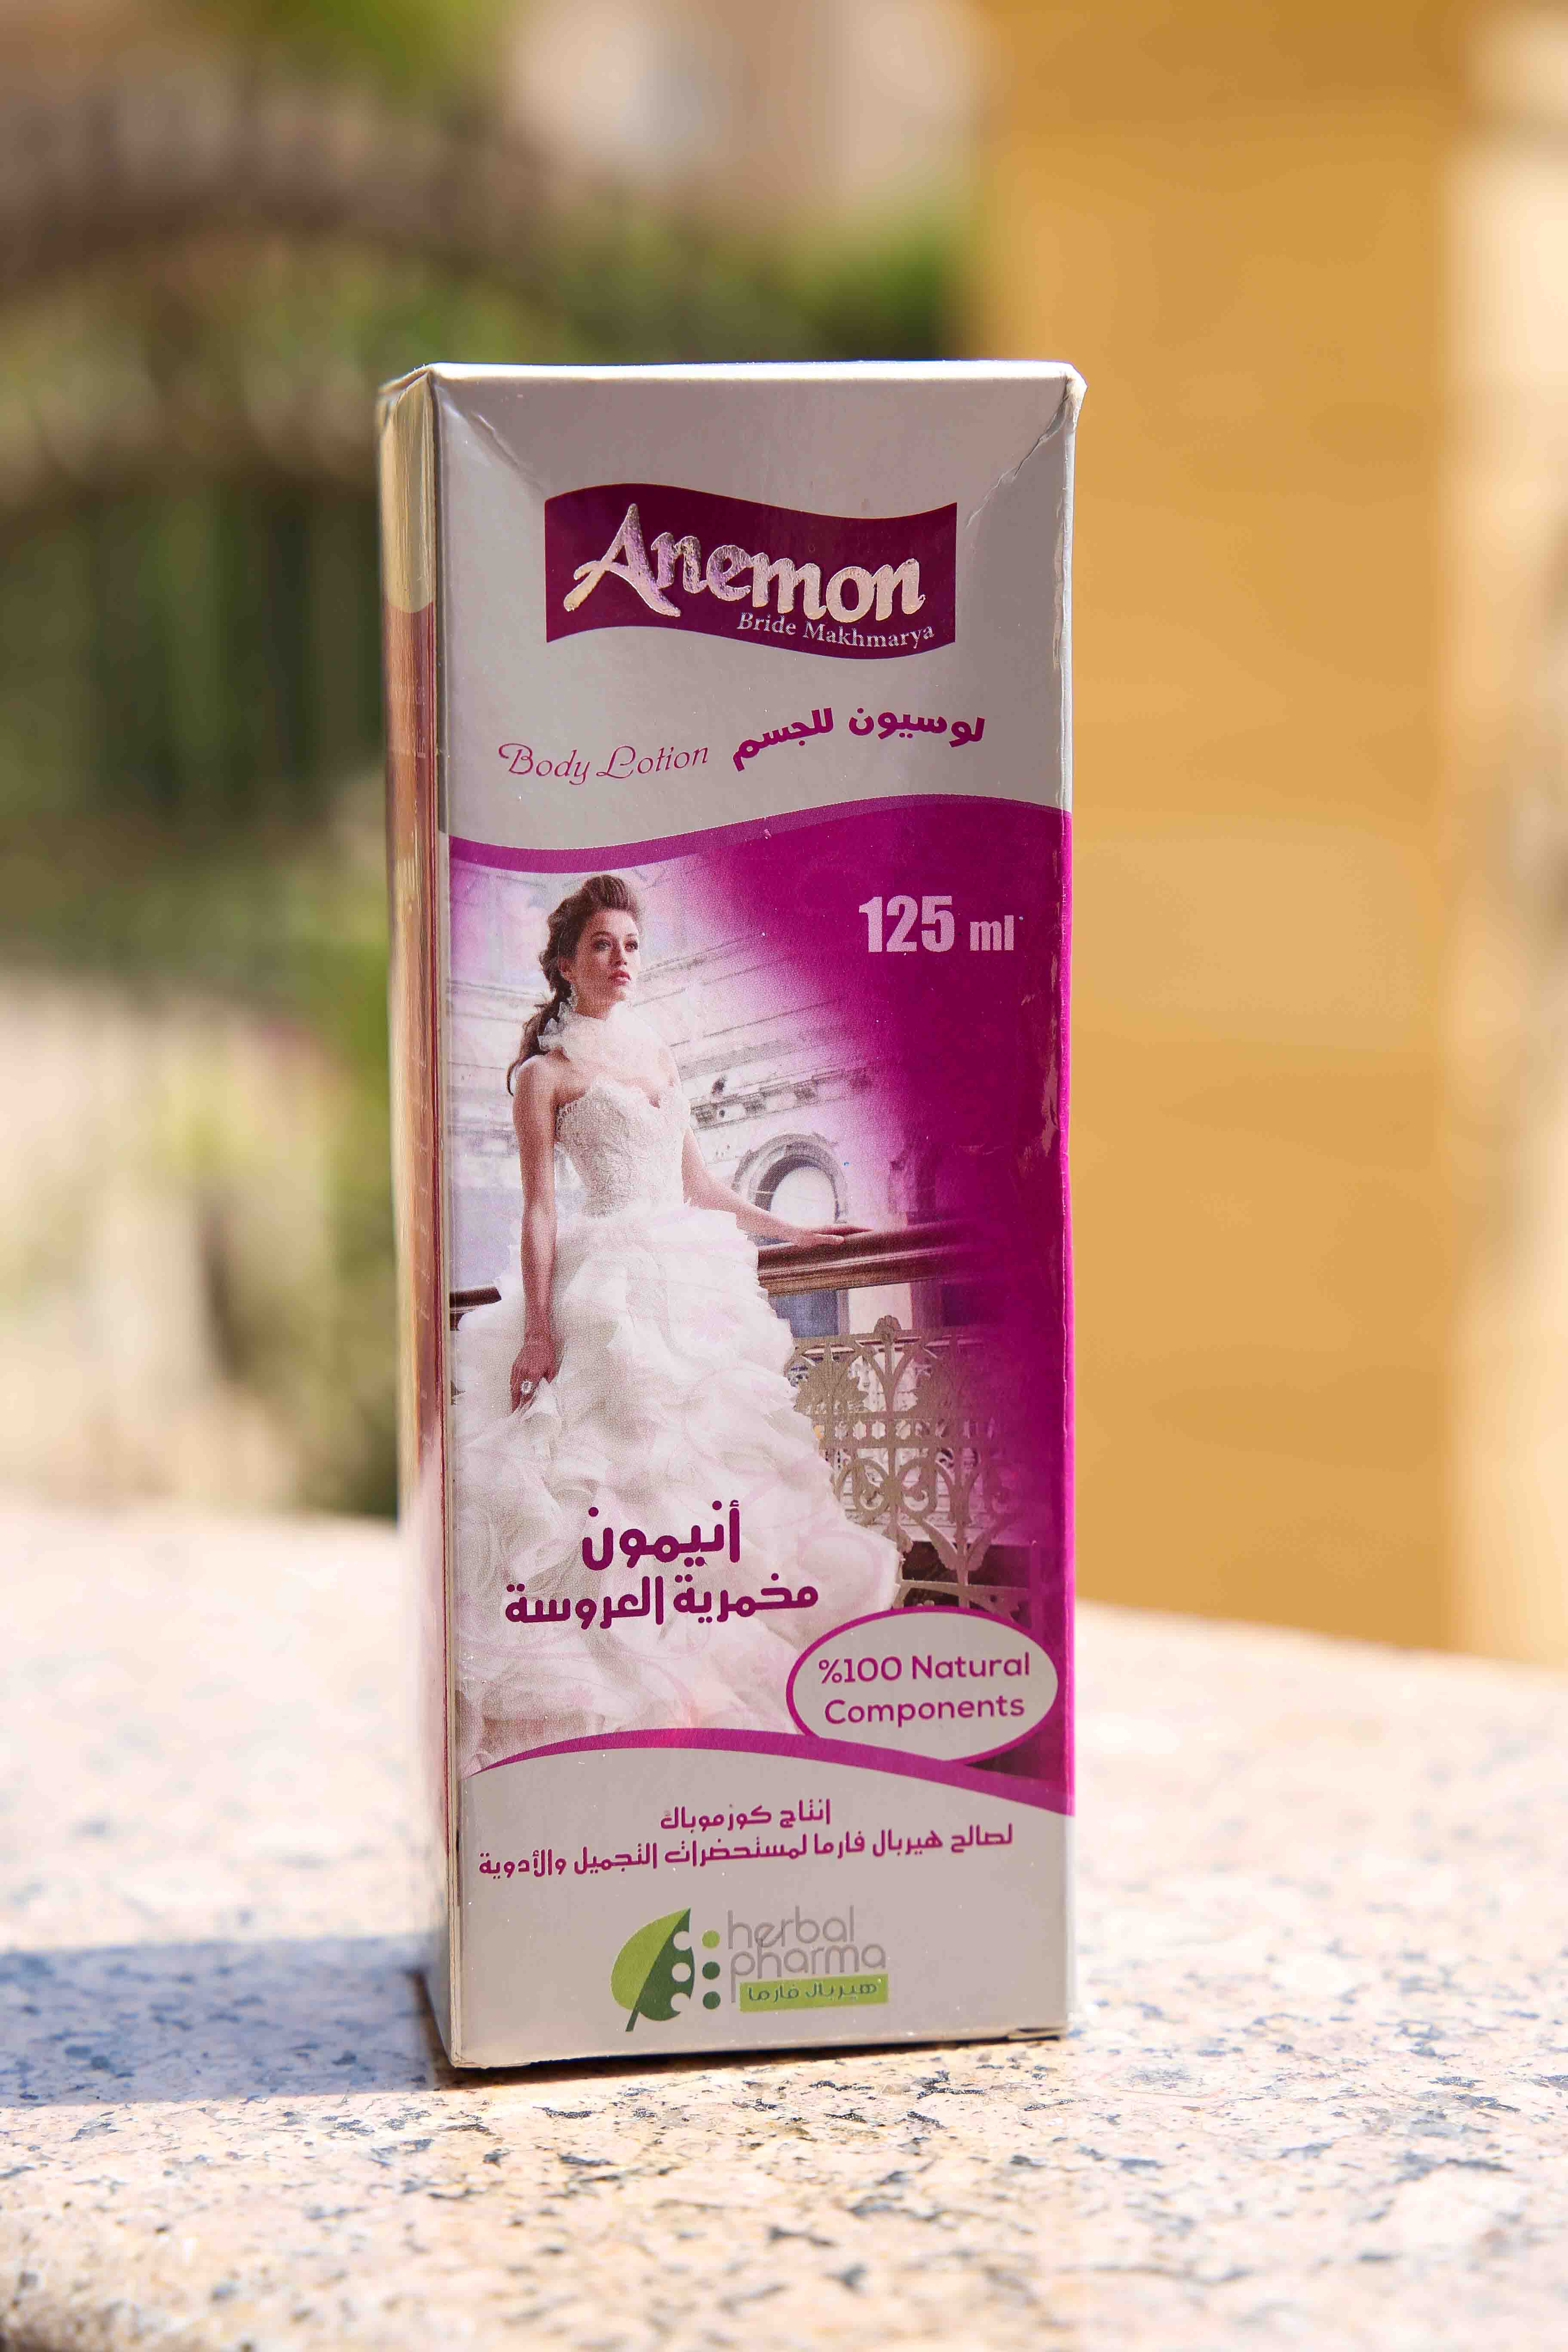 Anemon
Bride Makhmarya
Body Lotion لوسيون للجسم
125 ml
أنيمون
مخمرية العروسة
%100 Natural
Components
إنتاج كوزموباك
لصالح هيربال فارما لمستحضرات التجميل والأدوية
herbal
pharma
هيربال فارما